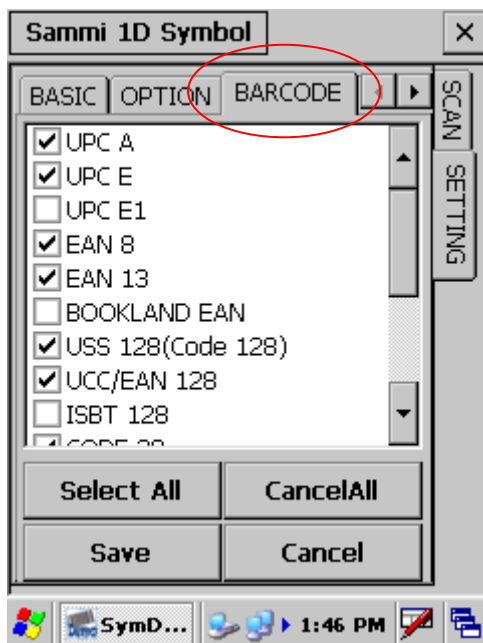 Sammi 1D Symbol
BASIC OPTION BARCODE
SCAN
SETTING
UPC A
UPC E
UPC E1
EAN 8
EAN 13
BOOKLAND EAN
USS 128(Code 128)
UCC/EAN 128
ISBT 128
Select All CancelAll
Save Cancel
SymD... 1:46 PM